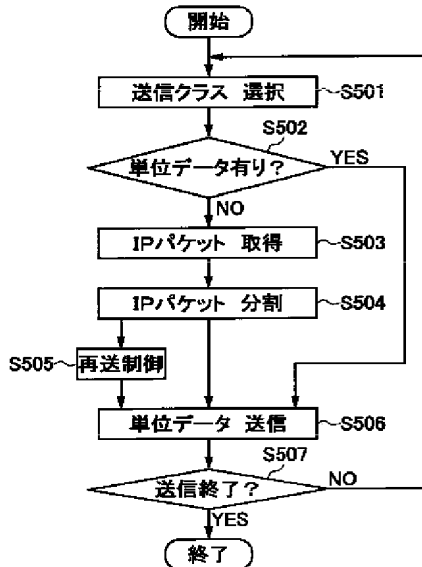 開始
送信クラス 選択
S501
S502
単位データ有り?
YES
NO
IPパケット 取得
S503
IPパケット 分割
S504
S505
再送制御
単位データ 送信
S506
S507
送信終了?
NO
YES
終了